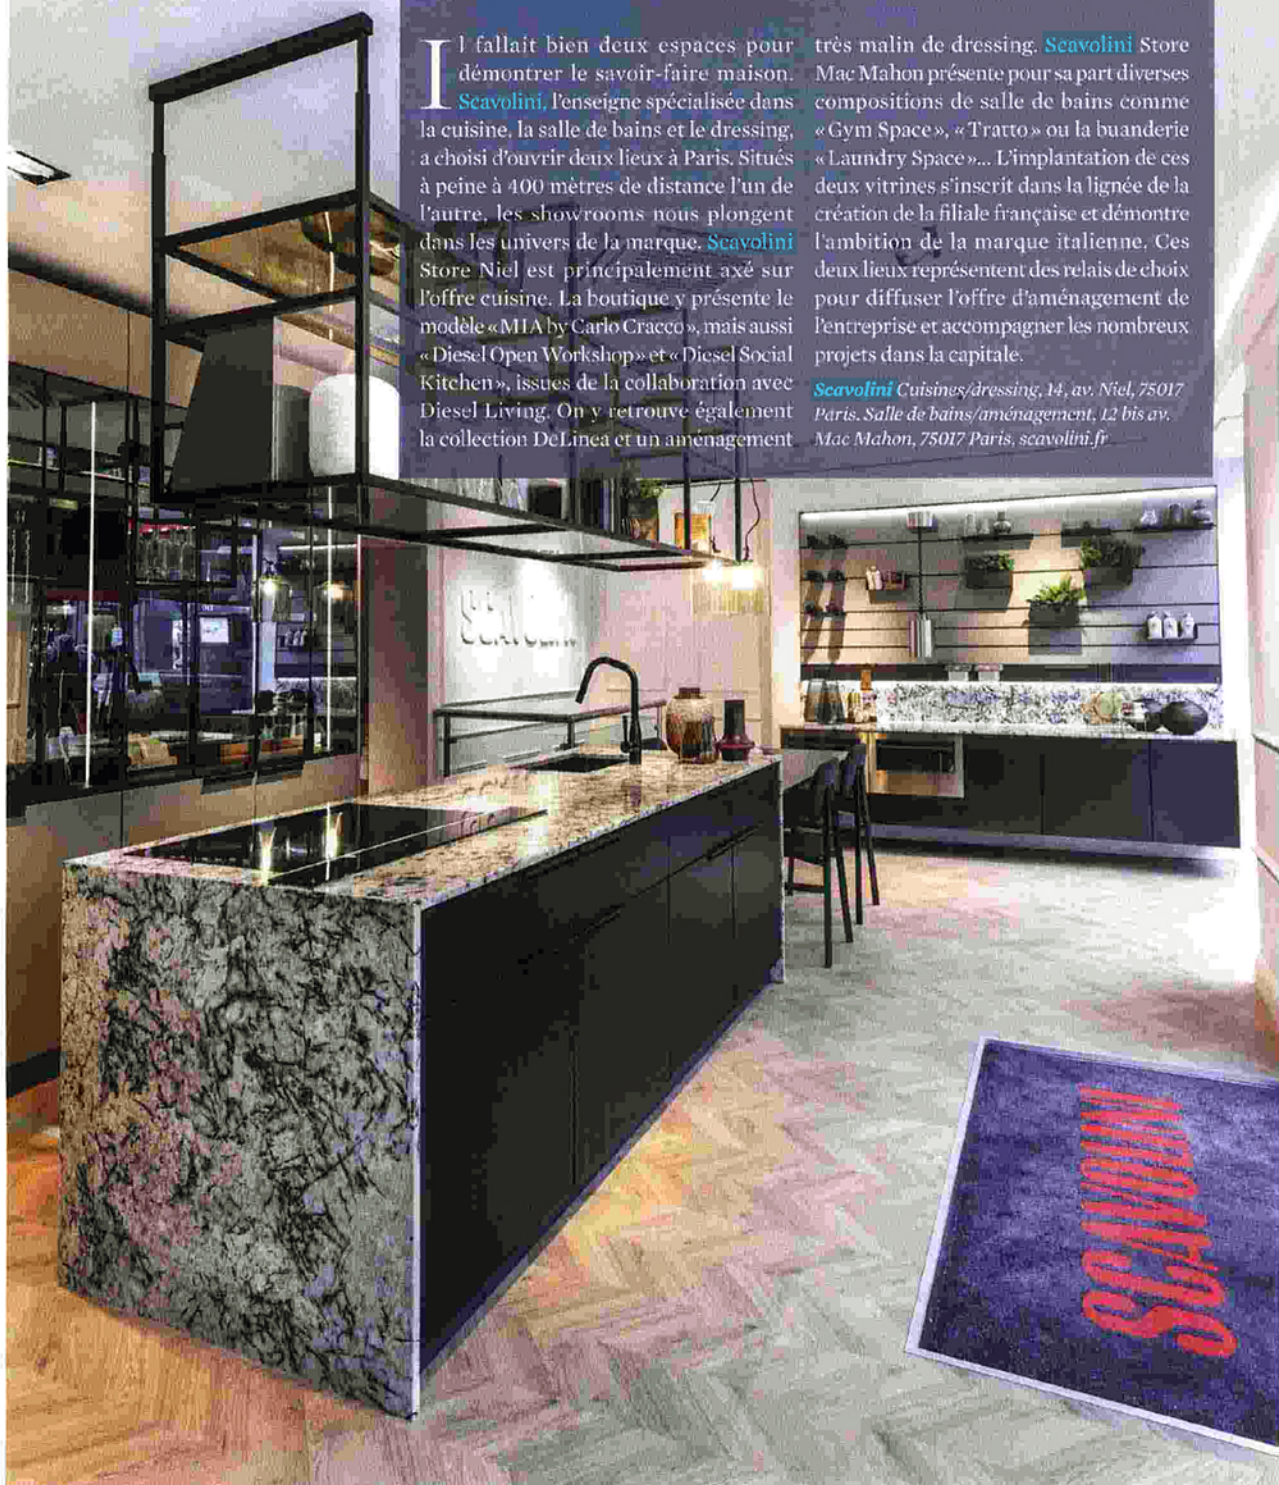 Il fallait bien deux espaces pour
démontrer le savoir-faire maison.
Scavolini, l'enseigne spécialisée dans
la cuisine, la salle de bains et le dressing,
a choisi d'ouvrir deux lieux à Paris. Situés
à peine à 400 mètres de distance l'un de
l'autre, les showrooms nous plongent
dans les univers de la marque. Scavolini
Store Niel est principalement axé sur
l'offre cuisine. La boutique y présente le
modèle «MIA by Carlo Cracco», mais aussi
«Diesel Open Workshop» et «Diesel Social
Kitchen», issues de la collaboration avec
Diesel Living. On y retrouve également
la collection DeLinea et un aménagement
très malin de dressing. Scavolini Store
Mac Mahon présente pour sa part diverses
compositions de salle de bains comme
«Gym Space», «Tratto» ou la buanderie
«Laundry Space»... L'implantation de ces
deux vitrines s'inscrit dans la lignée de la
création de la filiale française et démontre
l'ambition de la marque italienne. Ces
deux lieux représentent des relais de choix
pour diffuser l'offre d'aménagement de
l'entreprise et accompagner les nombreux
projets dans la capitale.
Scavolini Cuisines/dressing, 14, av. Niel, 75017
Paris. Salle de bains/aménagement, 12 bis av.
Mac Mahon, 75017 Paris, scavolini.fr
SCAVOLINI